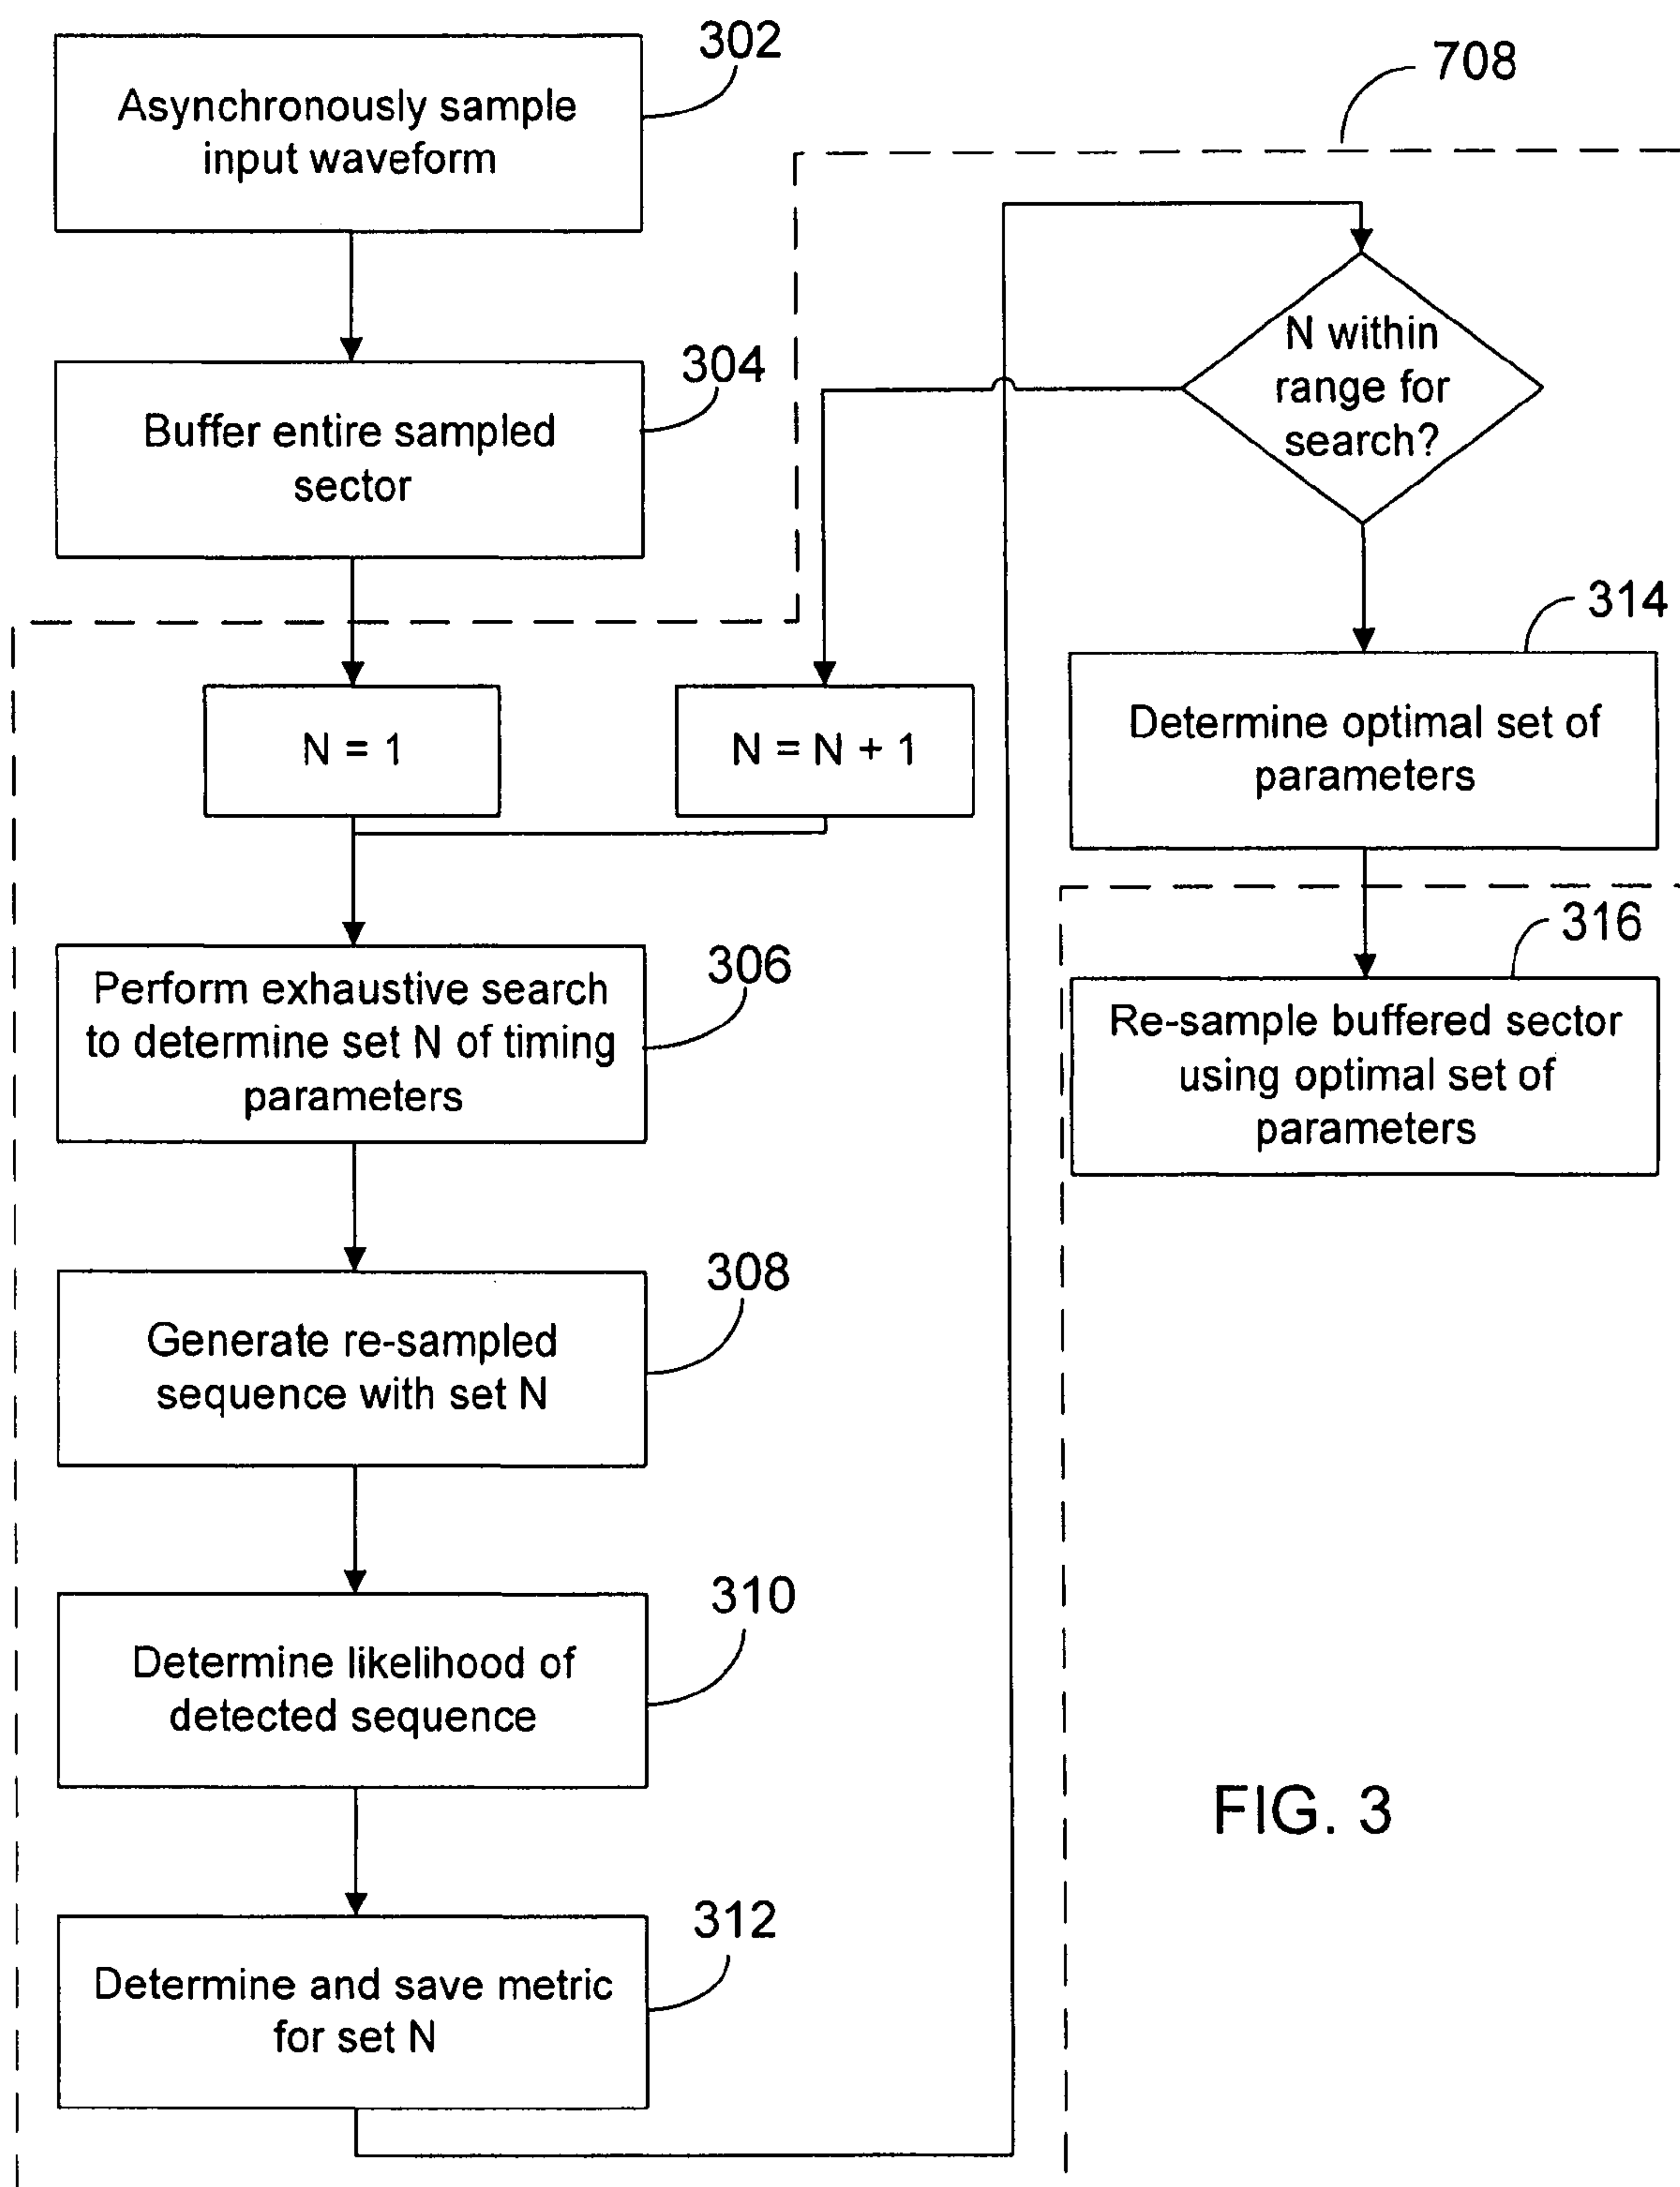 302
Asynchronously sample
input waveform
304
Buffer entire sampled
sector
N = 1
N = N + 1
306
Perform exhaustive search
to determine set N of timing
parameters
308
Generate re-sampled
sequence with set N
310
Determine likelihood of
detected sequence
312
Determine and save metric
for set N
708
N within
range for
search?
314
Determine optimal set of
parameters
316
Re-sample buffered sector
using optimal set of
parameters
FIG. 3